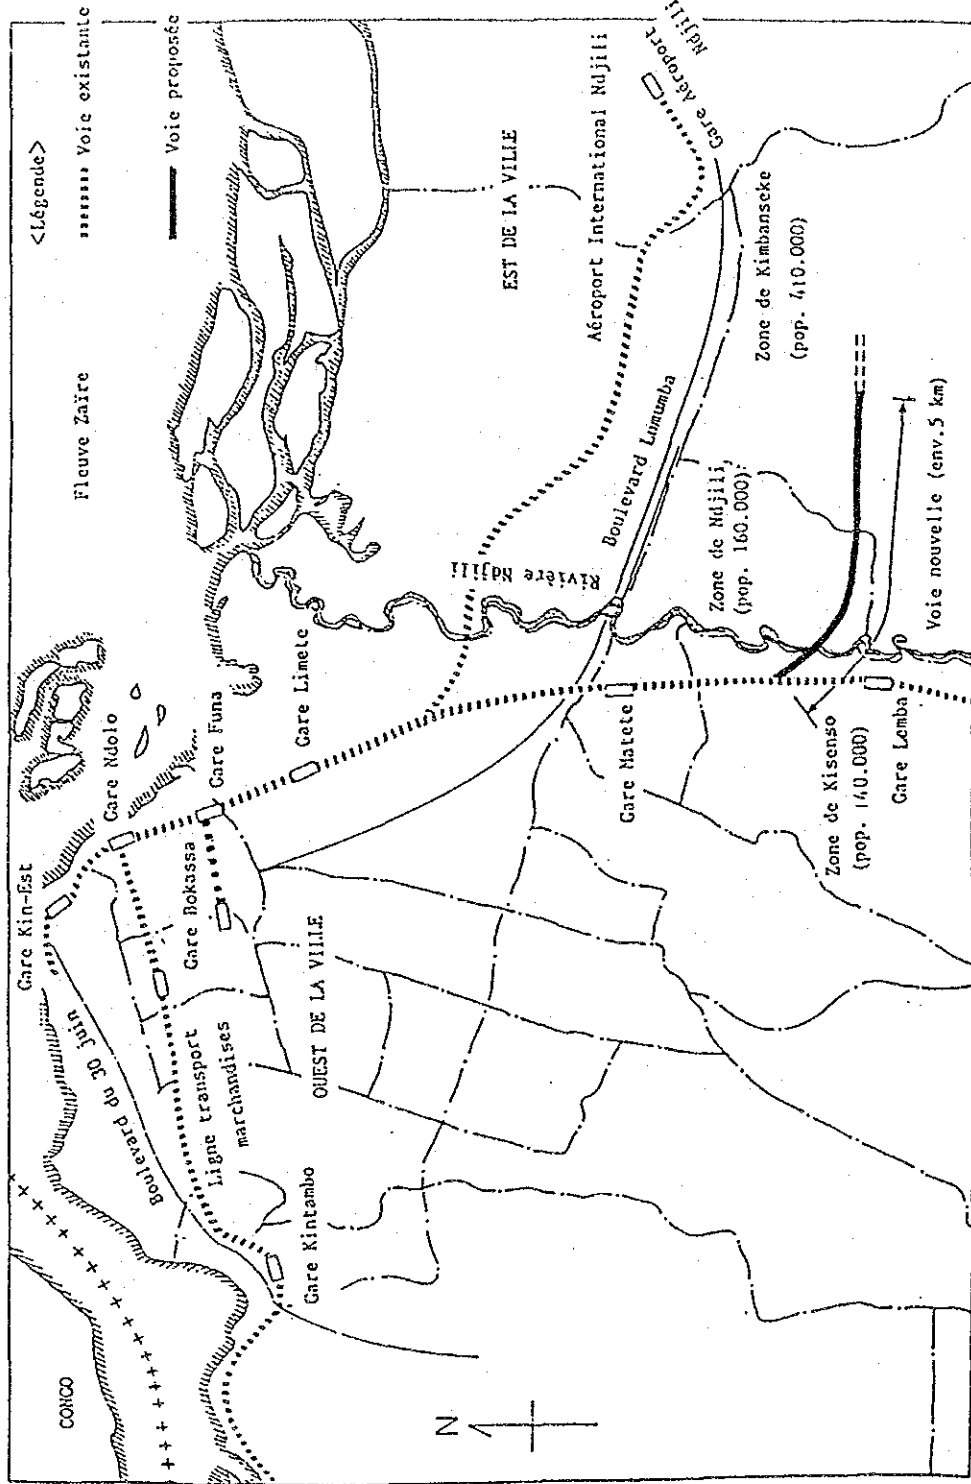 <Légende>
Voie existante
Voie proposée
CONGO
Fleuve Zaïre
Gare Kin-Est
Gare Ndolo
Gare Funa
Gare Limete
Gare Bokassa
Boulevard du 30 juin
Ligne transport
marchandises
Gare Kintambo
OUEST DE LA VILLE
EST DE LA VILLE
Rivière Ndjili
Aéroport International Ndjili
Gare Aéroport
Ndjili
Boulevard Lumumba
Gare Matete
Zone de Ndjili
(pop. 160.000)
Zone de Kimbanseke
(pop. 410.000)
Zone de Kisenso
(pop. 140.000)
Gare Lemba
Voie nouvelle (env.5 km)
N